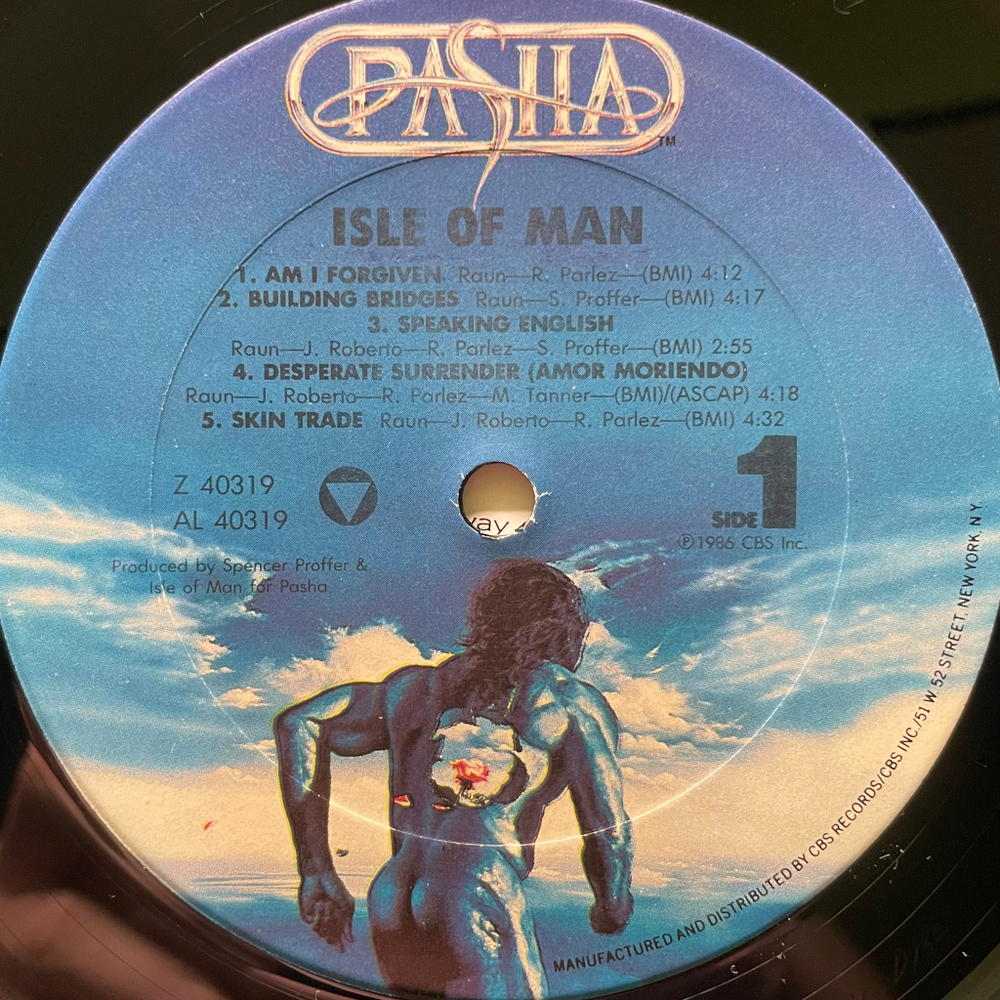 PASHA
TM
ISLE OF MAN
1. AM I FORGIVEN Raun—R. Parlez—(BMI) 4:12
2. BUILDING BRIDGES Raun—S. Proffer—(BMI) 4:17
3. SPEAKING ENGLISH
Raun—J. Roberto—R. Parlez—S. Proffer—(BMI) 2:55
4. DESPERATE SURRENDER (AMOR MORIENDO)
Raun—J. Roberto—R. Parlez—M. Tanner—(BMI)/(ASCAP) 4:18
5. SKIN TRADE Raun—J. Roberto—R. Parlez—(BMI) 4:32
Z 40319
AL 40319
SIDE 1
℗ 1986 CBS Inc.
Produced by Spencer Proffer &
Isle of Man for Pasha
MANUFACTURED AND DISTRIBUTED BY CBS RECORDS/CBS INC./51 W 52 STREET, NEW YORK, N.Y.